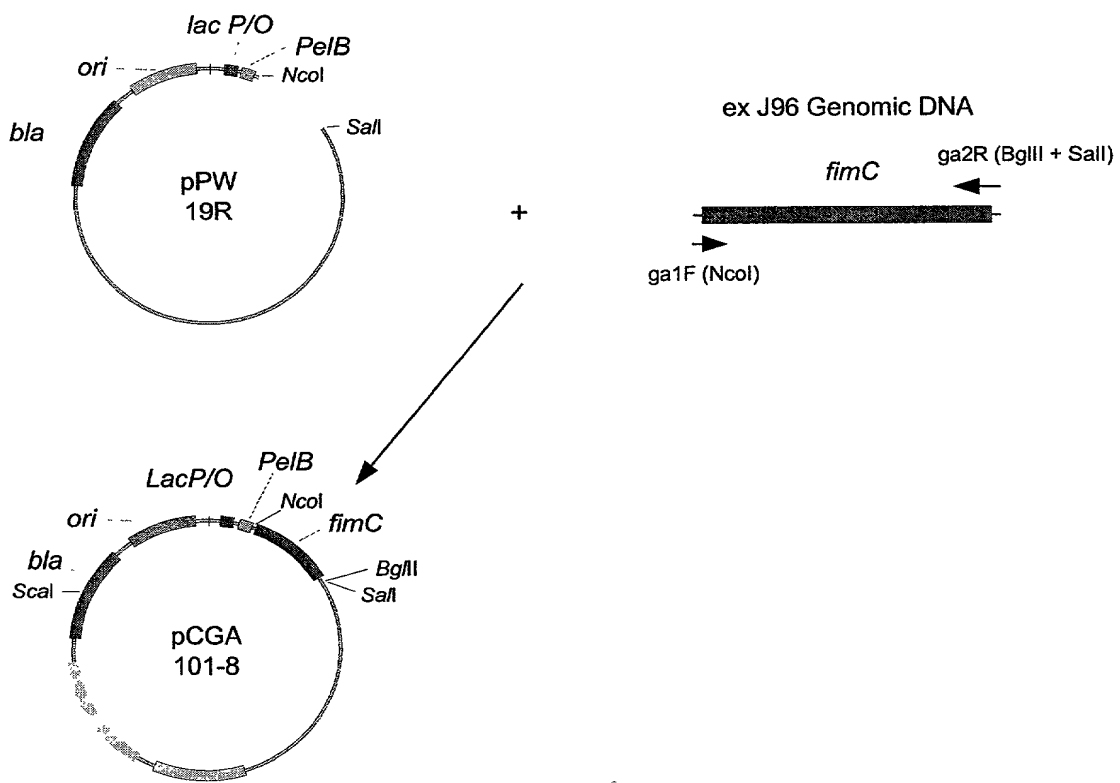 lac P/O
PelB
ori
NcoI
bla
SalI
pPW
19R
+
ex J96 Genomic DNA
ga2R (BglII + SalI)
fimC
ga1F (NcoI)
LacP/O
PelB
NcoI
ori
fimC
bla
ScaI
BglII
SalI
pCGA
101-8